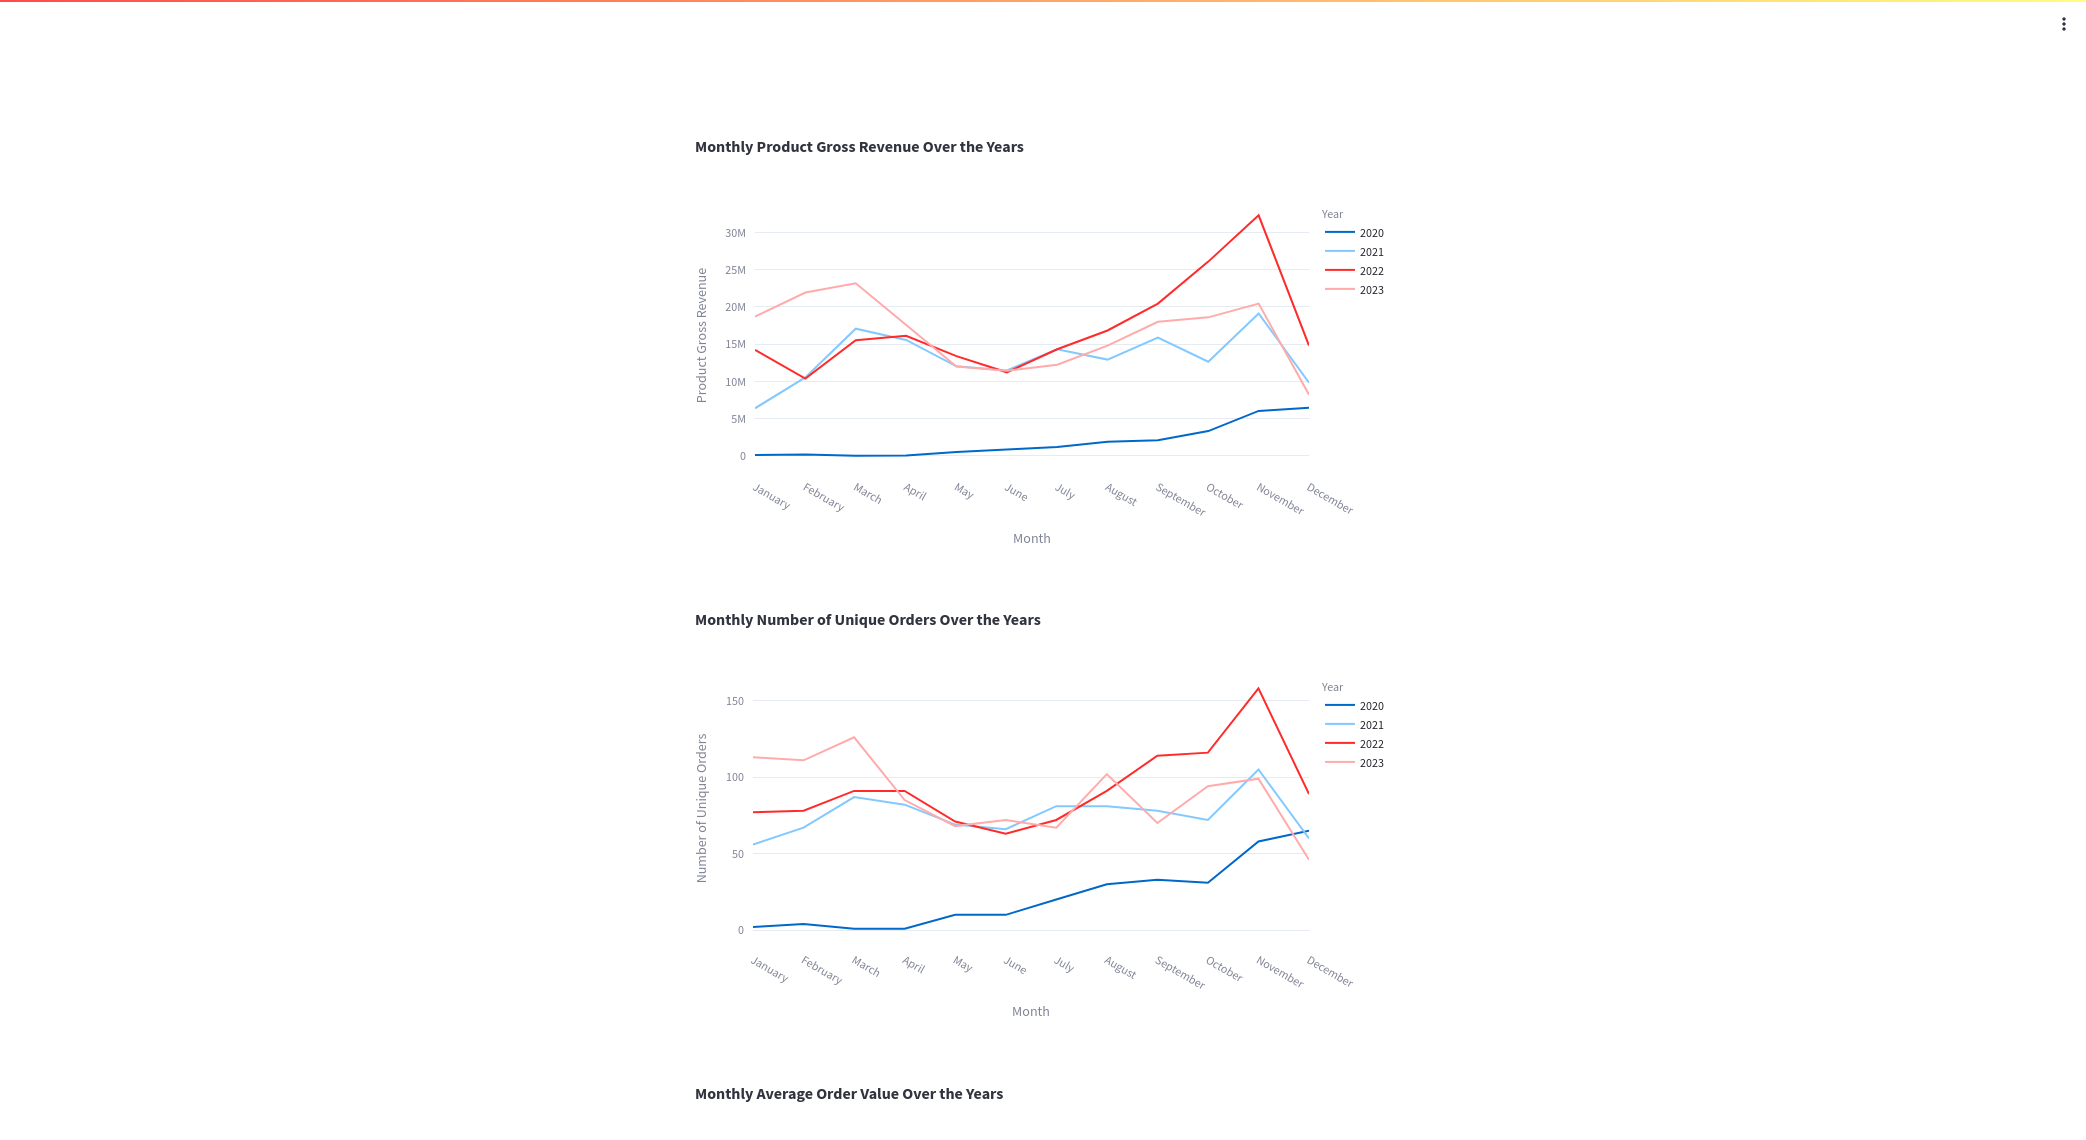 Monthly Product Gross Revenue Over the Years
Product Gross Revenue
30M
25M
20M
15M
10M
5M
0
January
February
March
April
May
June
July
August
September
October
November
December
Month
Year
2020
2021
2022
2023
Monthly Number of Unique Orders Over the Years
Number of Unique Orders
150
100
50
0
January
February
March
April
May
June
July
August
September
October
November
December
Month
Year
2020
2021
2022
2023
Monthly Average Order Value Over the Years